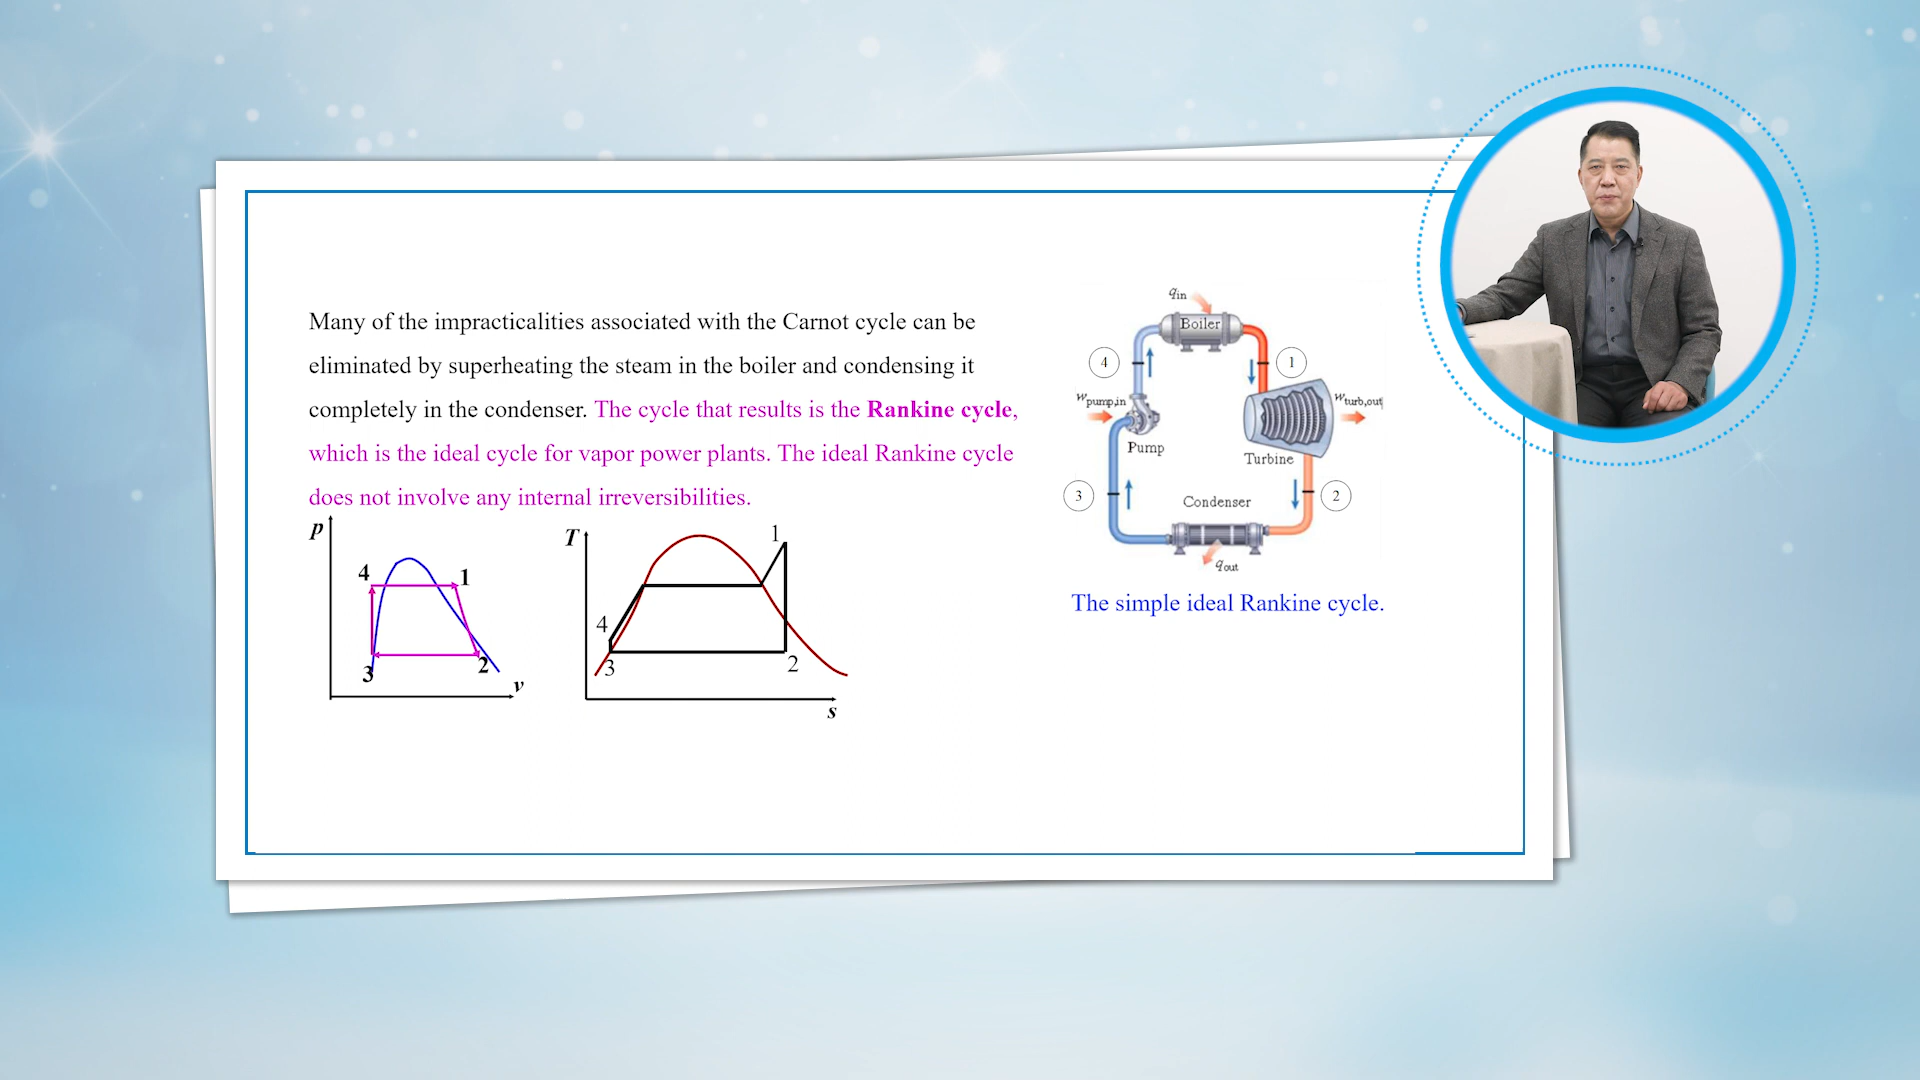 Many of the impracticalities associated with the Carnot cycle can be
eliminated by superheating the steam in the boiler and condensing it
completely in the condenser. The cycle that results is the Rankine cycle,
which is the ideal cycle for vapor power plants. The ideal Rankine cycle
does not involve any internal irreversibilities.
p
4
1
3
2
v
T
1
4
3
2
s
qin
Boiler
4
1
wpump,in
wturb,out
Pump
Turbine
3
2
Condenser
qout
The simple ideal Rankine cycle.